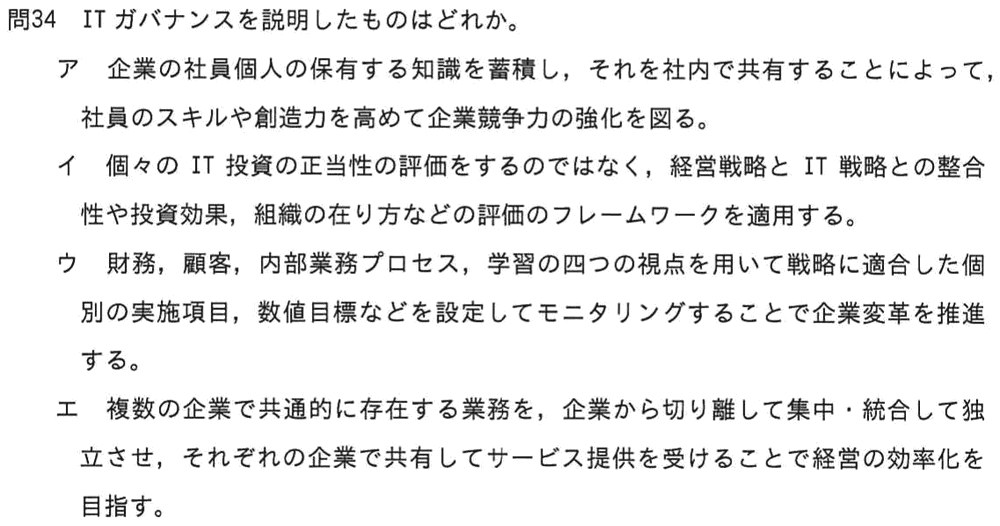 問34 IT ガバナンスを説明したものはどれか。
ア 企業の社員個人の保有する知識を蓄積し，それを社内で共有することによって，
社員のスキルや創造力を高めて企業競争力の強化を図る。
イ 個々の IT 投資の正当性の評価をするのではなく，経営戦略と IT 戦略との整合
性や投資効果，組織の在り方などの評価のフレームワークを適用する。
ウ 財務，顧客，内部業務プロセス，学習の四つの視点を用いて戦略に適合した個
別の実施項目，数値目標などを設定してモニタリングすることで企業変革を推進
する。
エ 複数の企業で共通的に存在する業務を，企業から切り離して集中・統合して独
立させ，それぞれの企業で共有してサービス提供を受けることで経営の効率化を
目指す。